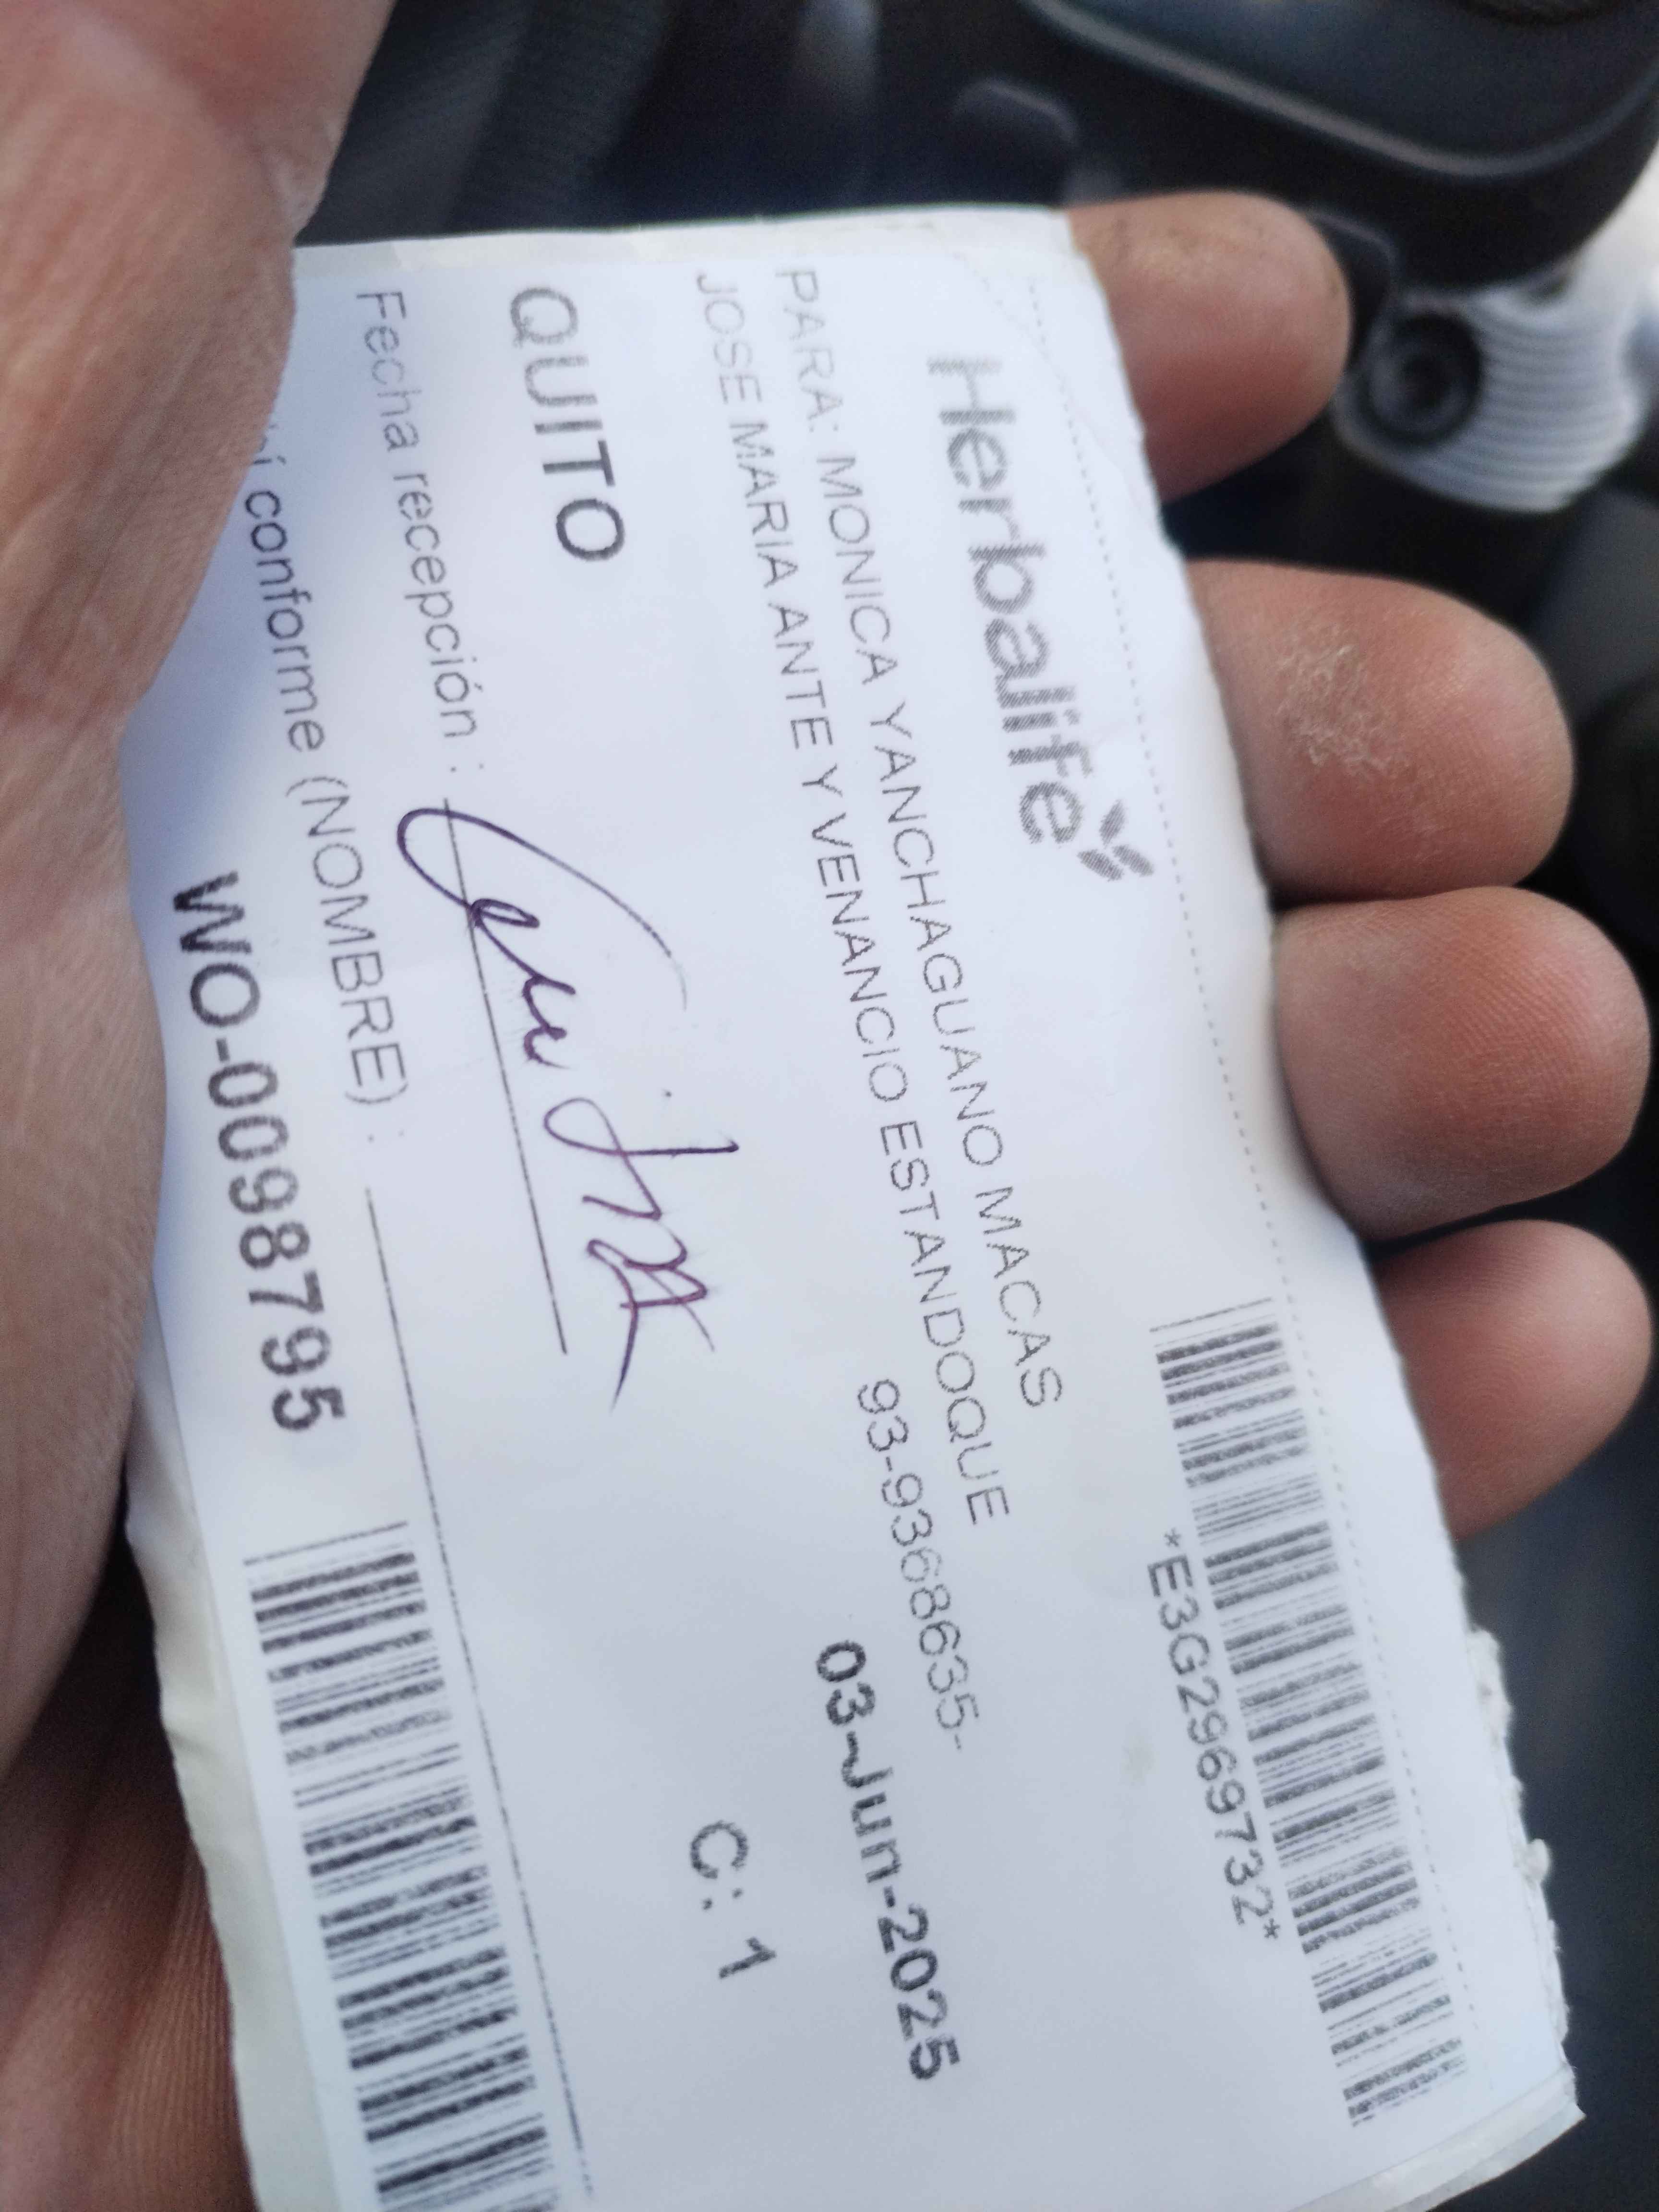 Herbalife
*E3G2969732*
PARA: MONICA YANCHAGUANO MACAS
JOSE MARIA ANTE Y VENANCIO ESTANDOQUE
93-9368635-
03-Jun-2025
QUITO
C: 1
Fecha recepción :
í conforme (NOMBRE) :
WO-00987795